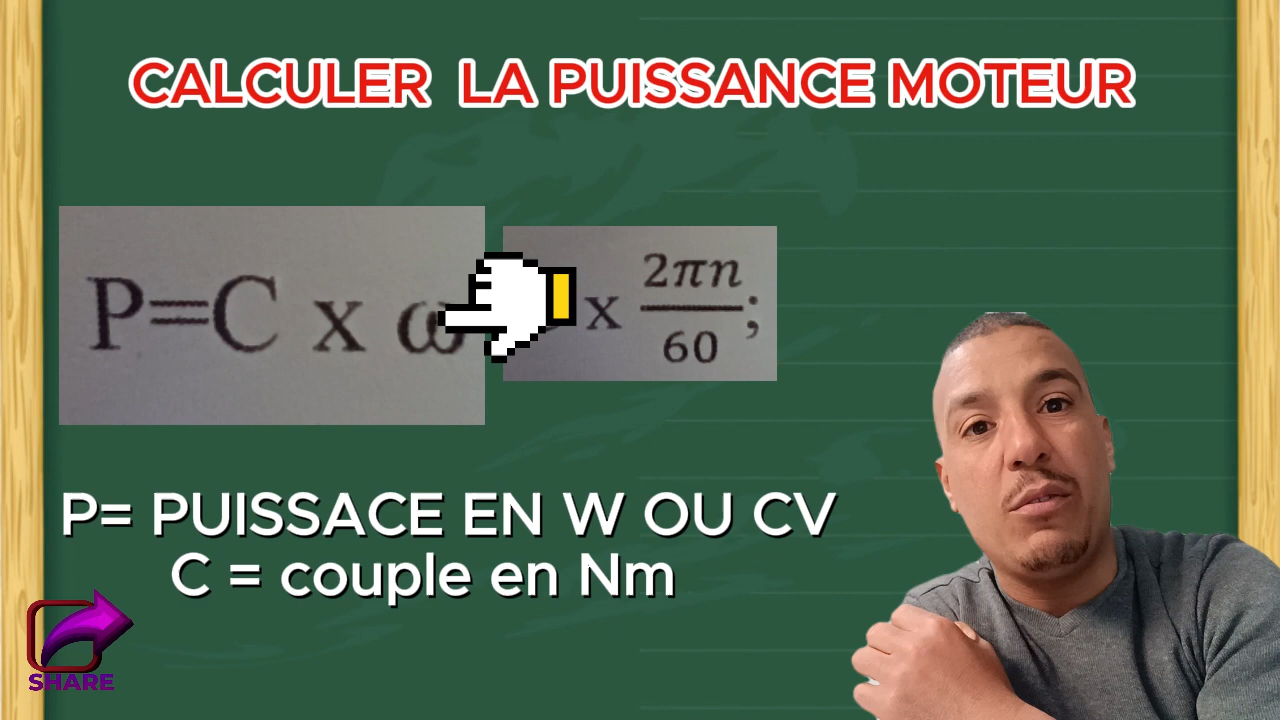 CALCULER LA PUISSANCE MOTEUR
P=C x ω x 2πn/60;
P= PUISSACE EN W OU CV
C = couple en Nm
SHARE